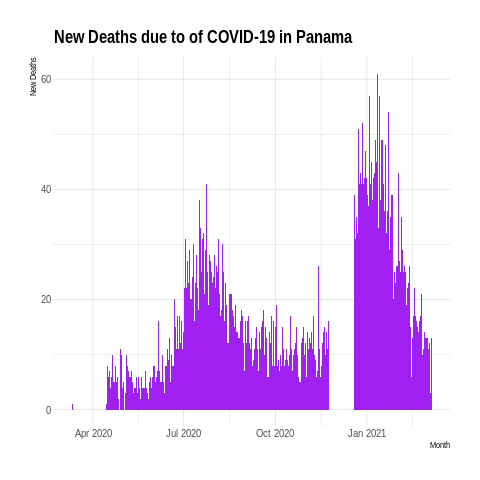 New Deaths due to of COVID-19 in Panama
New Deaths
60
40
20
0
Apr 2020 Jul 2020 Oct 2020 Jan 2021
Month